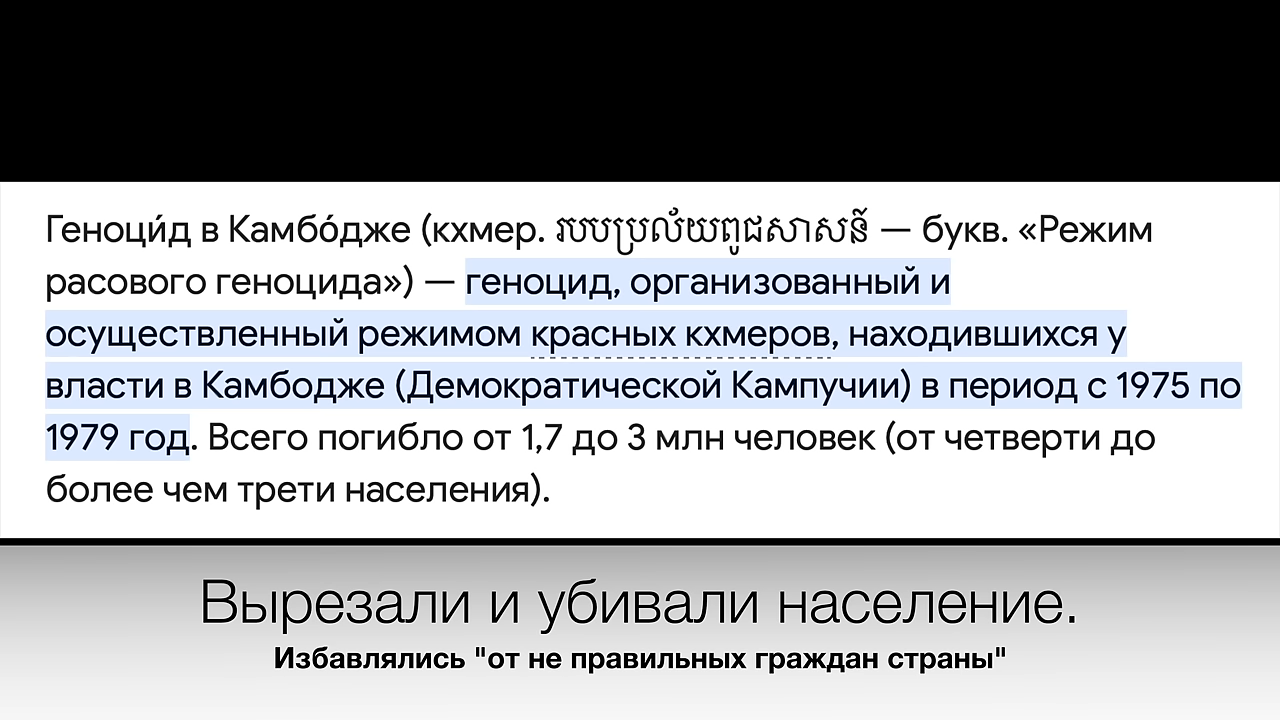 Геноци́д в Камбо́дже (кхмер. របបប្រល័យពូជសាសន៍ — букв. «Режим
расового геноцида») — геноцид, организованный и
осуществленный режимом красных кхмеров, находившихся у
власти в Камбодже (Демократической Кампучии) в период с 1975 по
1979 год. Всего погибло от 1,7 до 3 млн человек (от четверти до
более чем трети населения).
Вырезали и убивали население.
Избавлялись "от не правильных граждан страны"